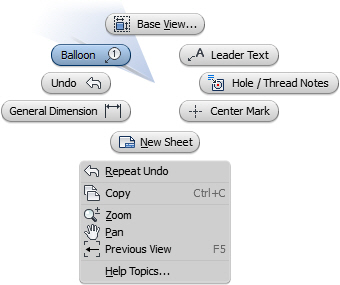 Base View...
Balloon 1
Leader Text
Undo
Hole / Thread Notes
General Dimension
Center Mark
New Sheet
Repeat Undo
Copy Ctrl+C
Zoom
Pan
Previous View F5
Help Topics...